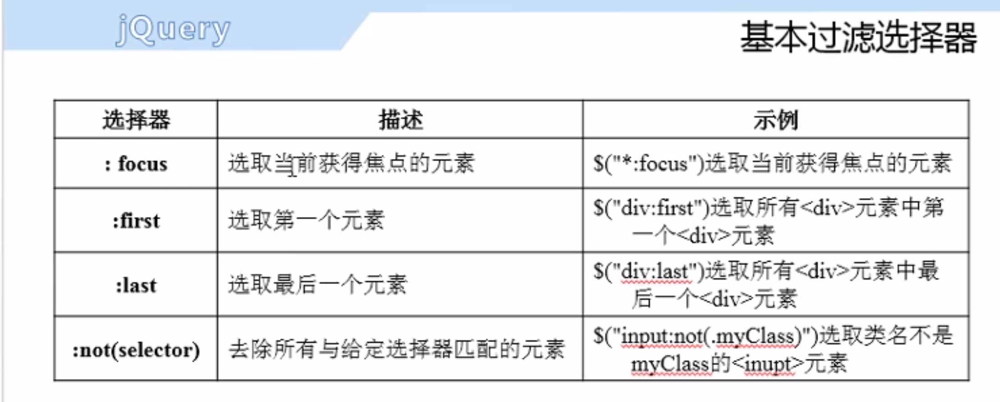 jQuery
基本过滤选择器
选择器 描述 示例
: focus 选取当前获得焦点的元素 $("*:focus")选取当前获得焦点的元素
:first 选取第一个元素 $("div:first")选取所有<div>元素中第
一个<div>元素
:last 选取最后一个元素 $("div:last")选取所有<div>元素中最
后一个<div>元素
:not(selector) 去除所有与给定选择器匹配的元素 $("input:not(.myClass)")选取类名不是
myClass的<inupt>元素